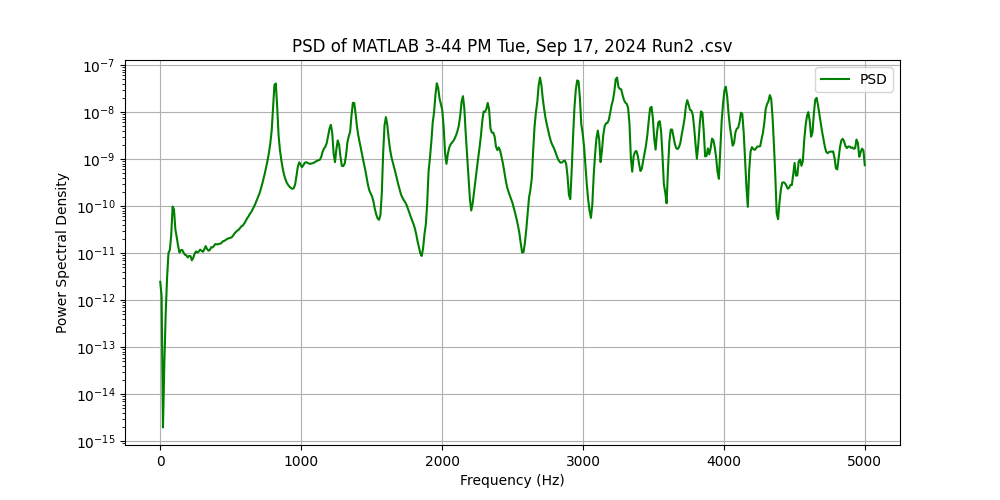 PSD of MATLAB 3-44 PM Tue, Sep 17, 2024 Run2 .csv
PSD
Power Spectral Density
10⁻⁷
10⁻⁸
10⁻⁹
10⁻¹⁰
10⁻¹¹
10⁻¹²
10⁻¹³
10⁻¹⁴
10⁻¹⁵
0 1000 2000 3000 4000 5000
Frequency (Hz)